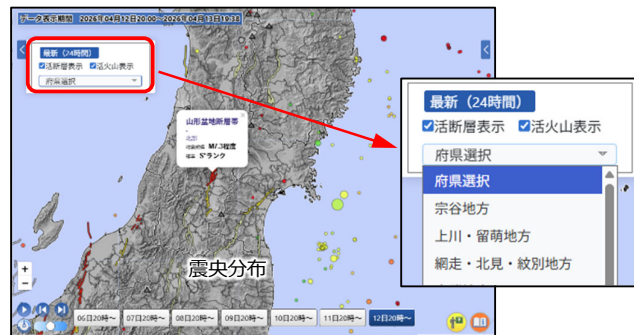 データ表示期間 2026年04月12日20:00~2026年04月13日19:38
最新（24時間）
☑活断層表示 ☑活火山表示
府県選択
山形盆地断層帯
M7.3程度
S*ランク
震央分布
+
−
06日20時～ 07日20時～ 08日20時～ 09日20時～ 10日20時～ 11日20時～ 12日20時～
最新（24時間）
☑活断層表示 ☑活火山表示
府県選択
府県選択
宗谷地方
上川・留萌地方
網走・北見・紋別地方